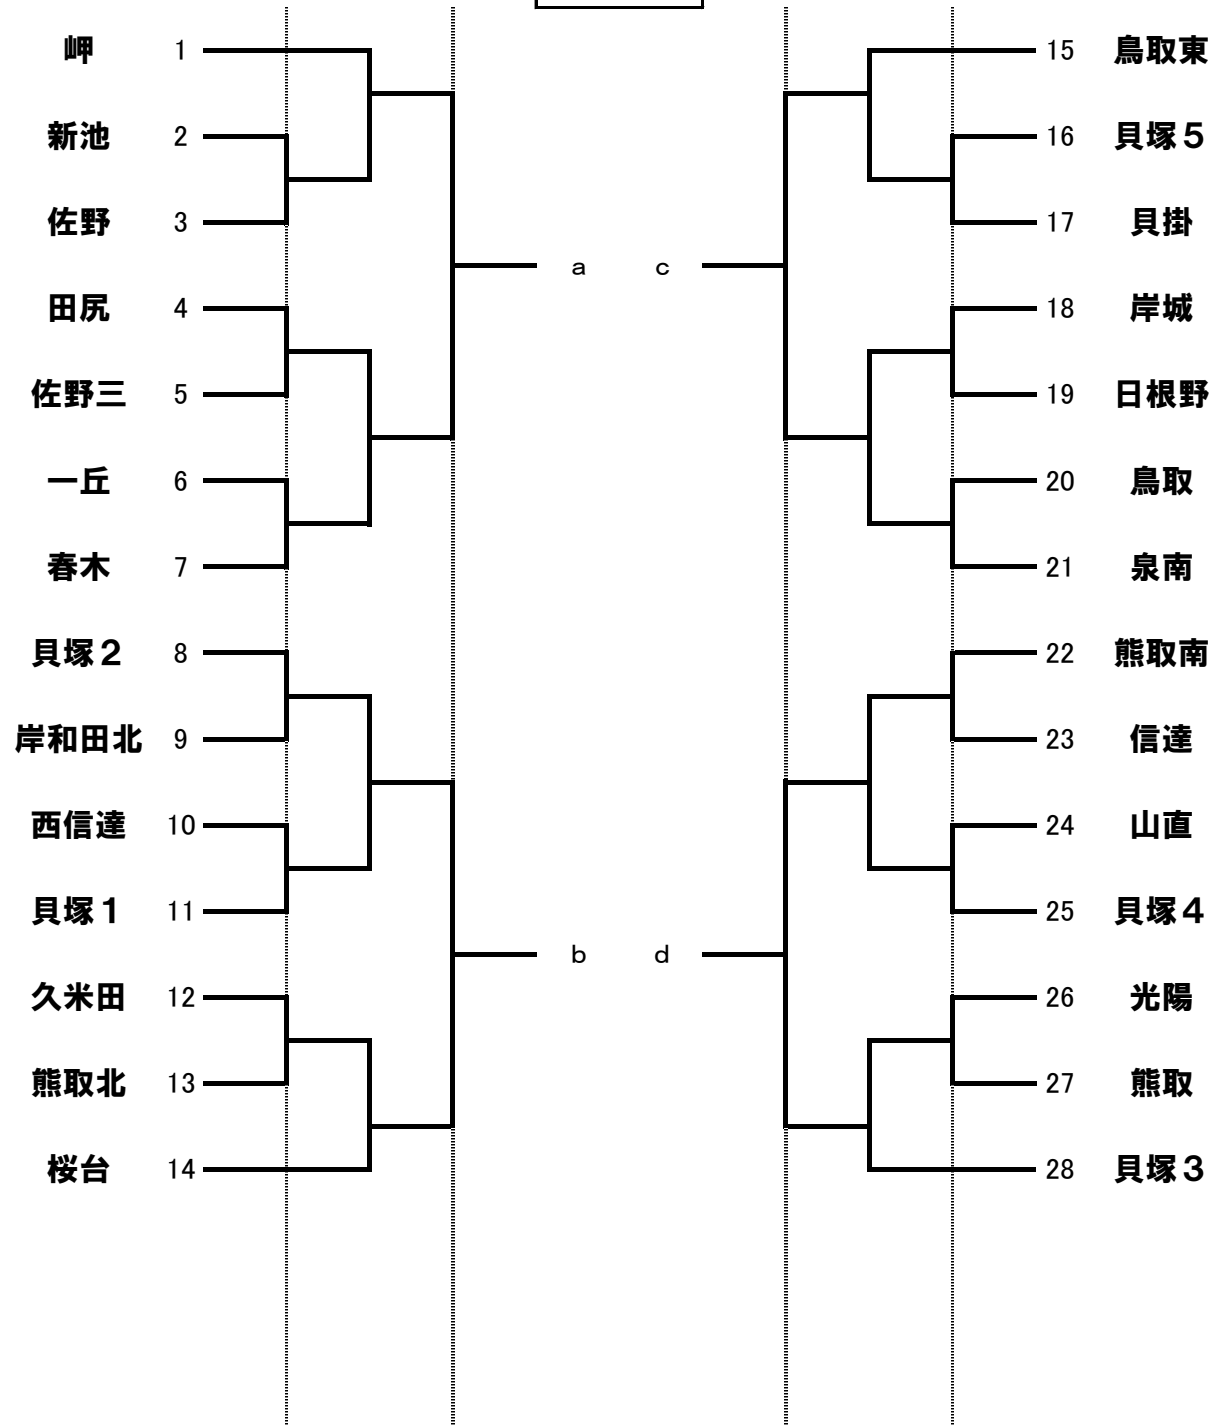 岬 1
新池 2
佐野 3
田尻 4
佐野三 5
一丘 6
春木 7
貝塚２ 8
岸和田北 9
西信達 10
貝塚１ 11
久米田 12
熊取北 13
桜台 14
a
b
c
d
15 鳥取東
16 貝塚５
17 貝掛
18 岸城
19 日根野
20 鳥取
21 泉南
22 熊取南
23 信達
24 山直
25 貝塚４
26 光陽
27 熊取
28 貝塚３